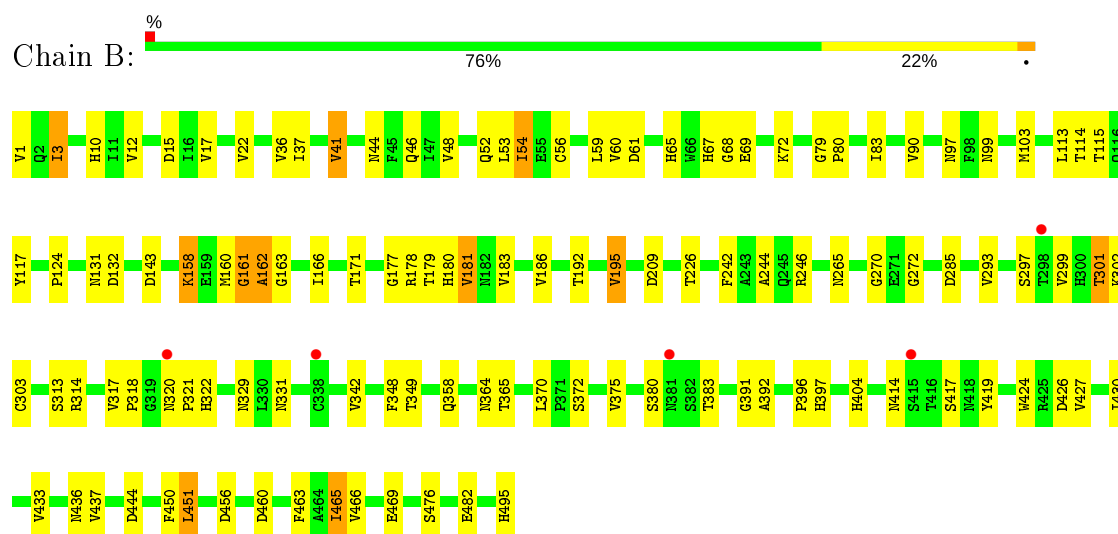 %
Chain B:
76% 22% •
V1 Q2 I3 H10 I11 V12 D15 I16 V17 V22 V36 I37 V41 N44 F45 Q46 I47 V48 Q52 L53 I54 E55 C56 L59 V60 D61 H65 W66 H67 G68 E69 K72 G79 P80 I83 V90 N97 F98 N99 M103 L113 T114 T115
Y117 P124 N131 D132 D143 K158 E159 M160 G161 A162 G163 I166 T171 G177 R178 T179 H180 V181 N182 V183 V186 T192 V195 D209 T226 F242 A243 A244 Q245 R246 N265 G270 E271 G272 D285 V293 S297 T298 V299 H300 T301 K302
C303 S313 R314 V317 P318 G319 N320 P321 H322 N329 L330 N331 C338 V342 F348 T349 Q358 N364 T365 L370 P371 S372 V375 S380 N381 S382 T383 G391 A392 P396 H397 H404 N414 S415 T416 S417 N418 Y419 W424 R425 D426 V427
V433 N436 V437 D444 F450 L451 D456 D460 F463 A464 I465 V466 E469 S476 E482 H495